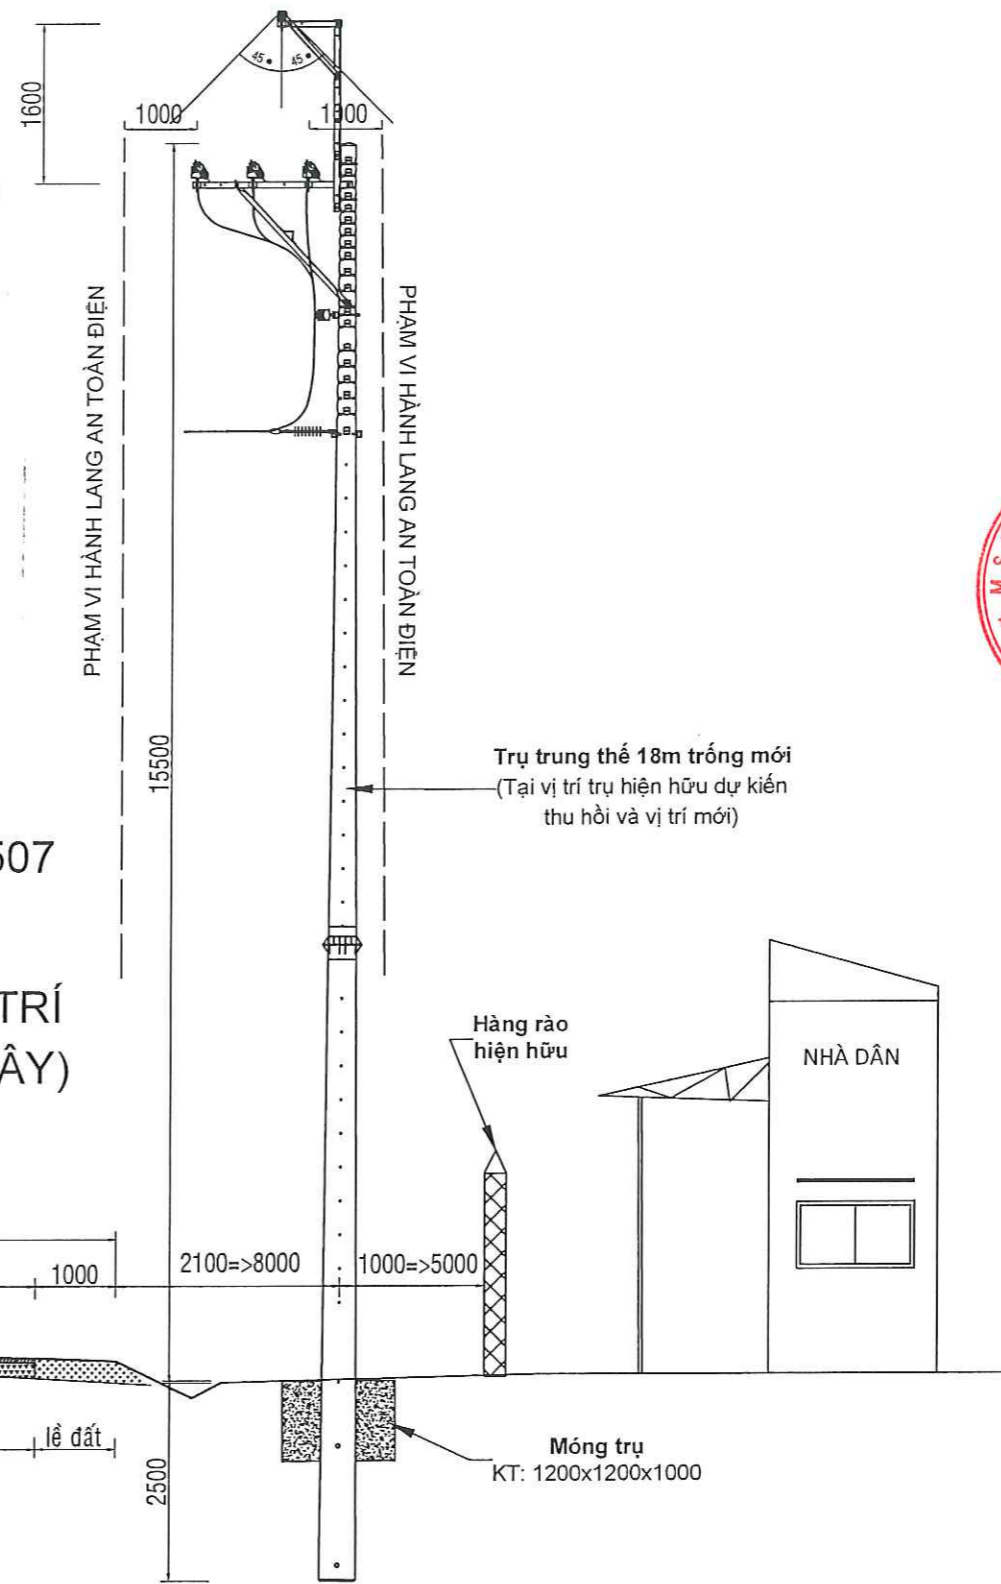 45°
45°
1600
1000
1000
PHẠM VI HÀNH LANG AN TOÀN ĐIỆN
PHẠM VI HÀNH LANG AN TOÀN ĐIỆN
15500
Trụ trung thế 18m trồng mới
(Tại vị trí trụ hiện hữu dự kiến
thu hồi và vị trí mới)
507
TRÍ
ÂY)
Hàng rào
hiện hữu
NHÀ DÂN
1000
2100=>8000
1000=>5000
lề đất
2500
Móng trụ
KT: 1200x1200x1000